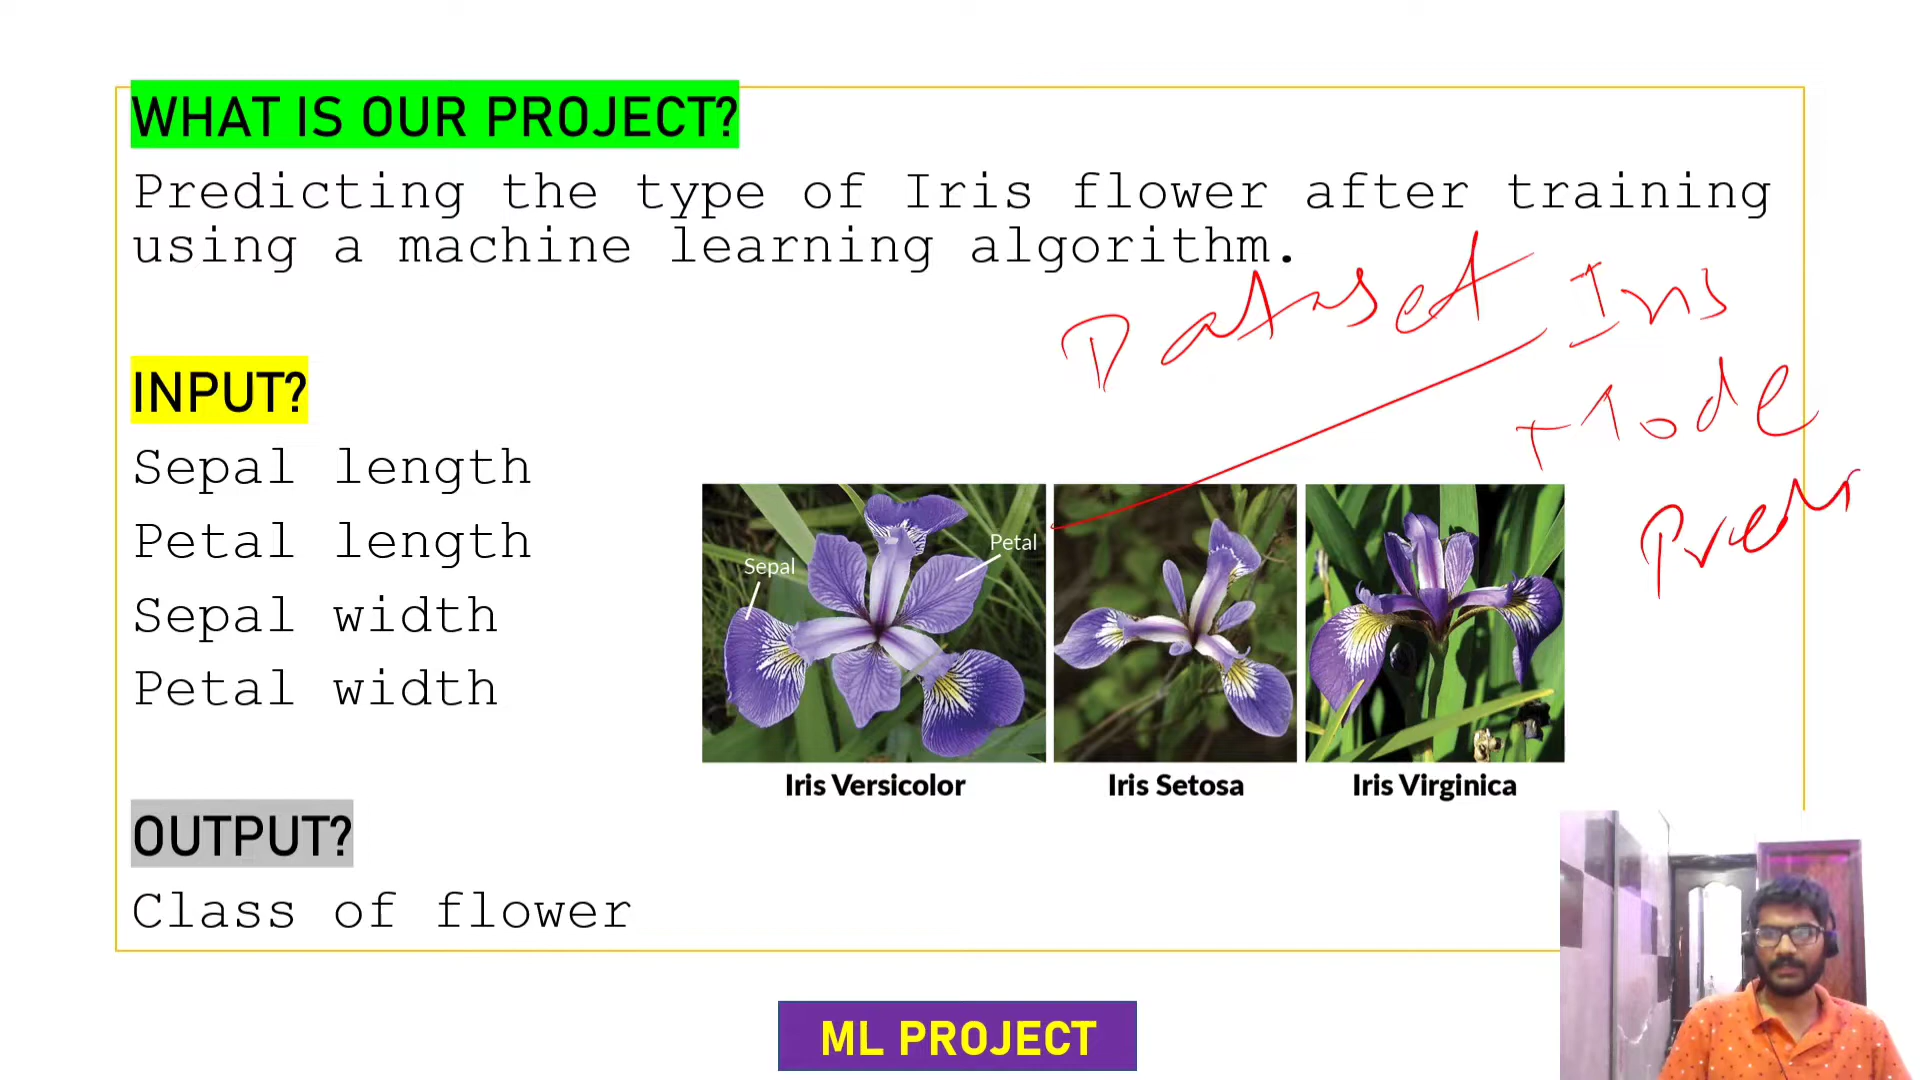 WHAT IS OUR PROJECT?
Predicting the type of Iris flower after training
using a machine learning algorithm.
Dataset Iris
INPUT?
Mode
Sepal length
Petal length
Sepal width
Petal width
Petal
Sepal
Iris Versicolor Iris Setosa Iris Virginica
OUTPUT?
Class of flower
ML PROJECT